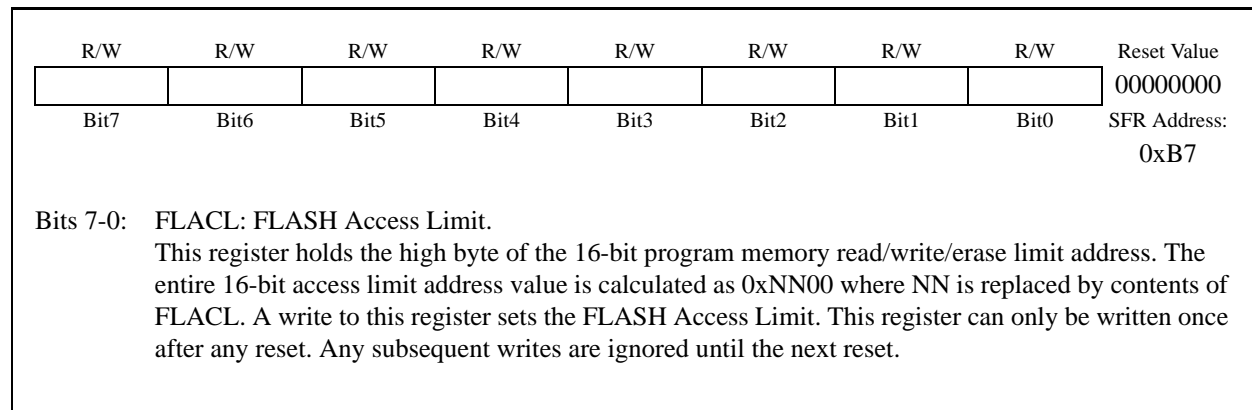 R/W R/W R/W R/W R/W R/W R/W R/W Reset Value
00000000
Bit7 Bit6 Bit5 Bit4 Bit3 Bit2 Bit1 Bit0 SFR Address:
0xB7
Bits 7-0: FLACL: FLASH Access Limit.
This register holds the high byte of the 16-bit program memory read/write/erase limit address. The
entire 16-bit access limit address value is calculated as 0xNN00 where NN is replaced by contents of
FLACL. A write to this register sets the FLASH Access Limit. This register can only be written once
after any reset. Any subsequent writes are ignored until the next reset.